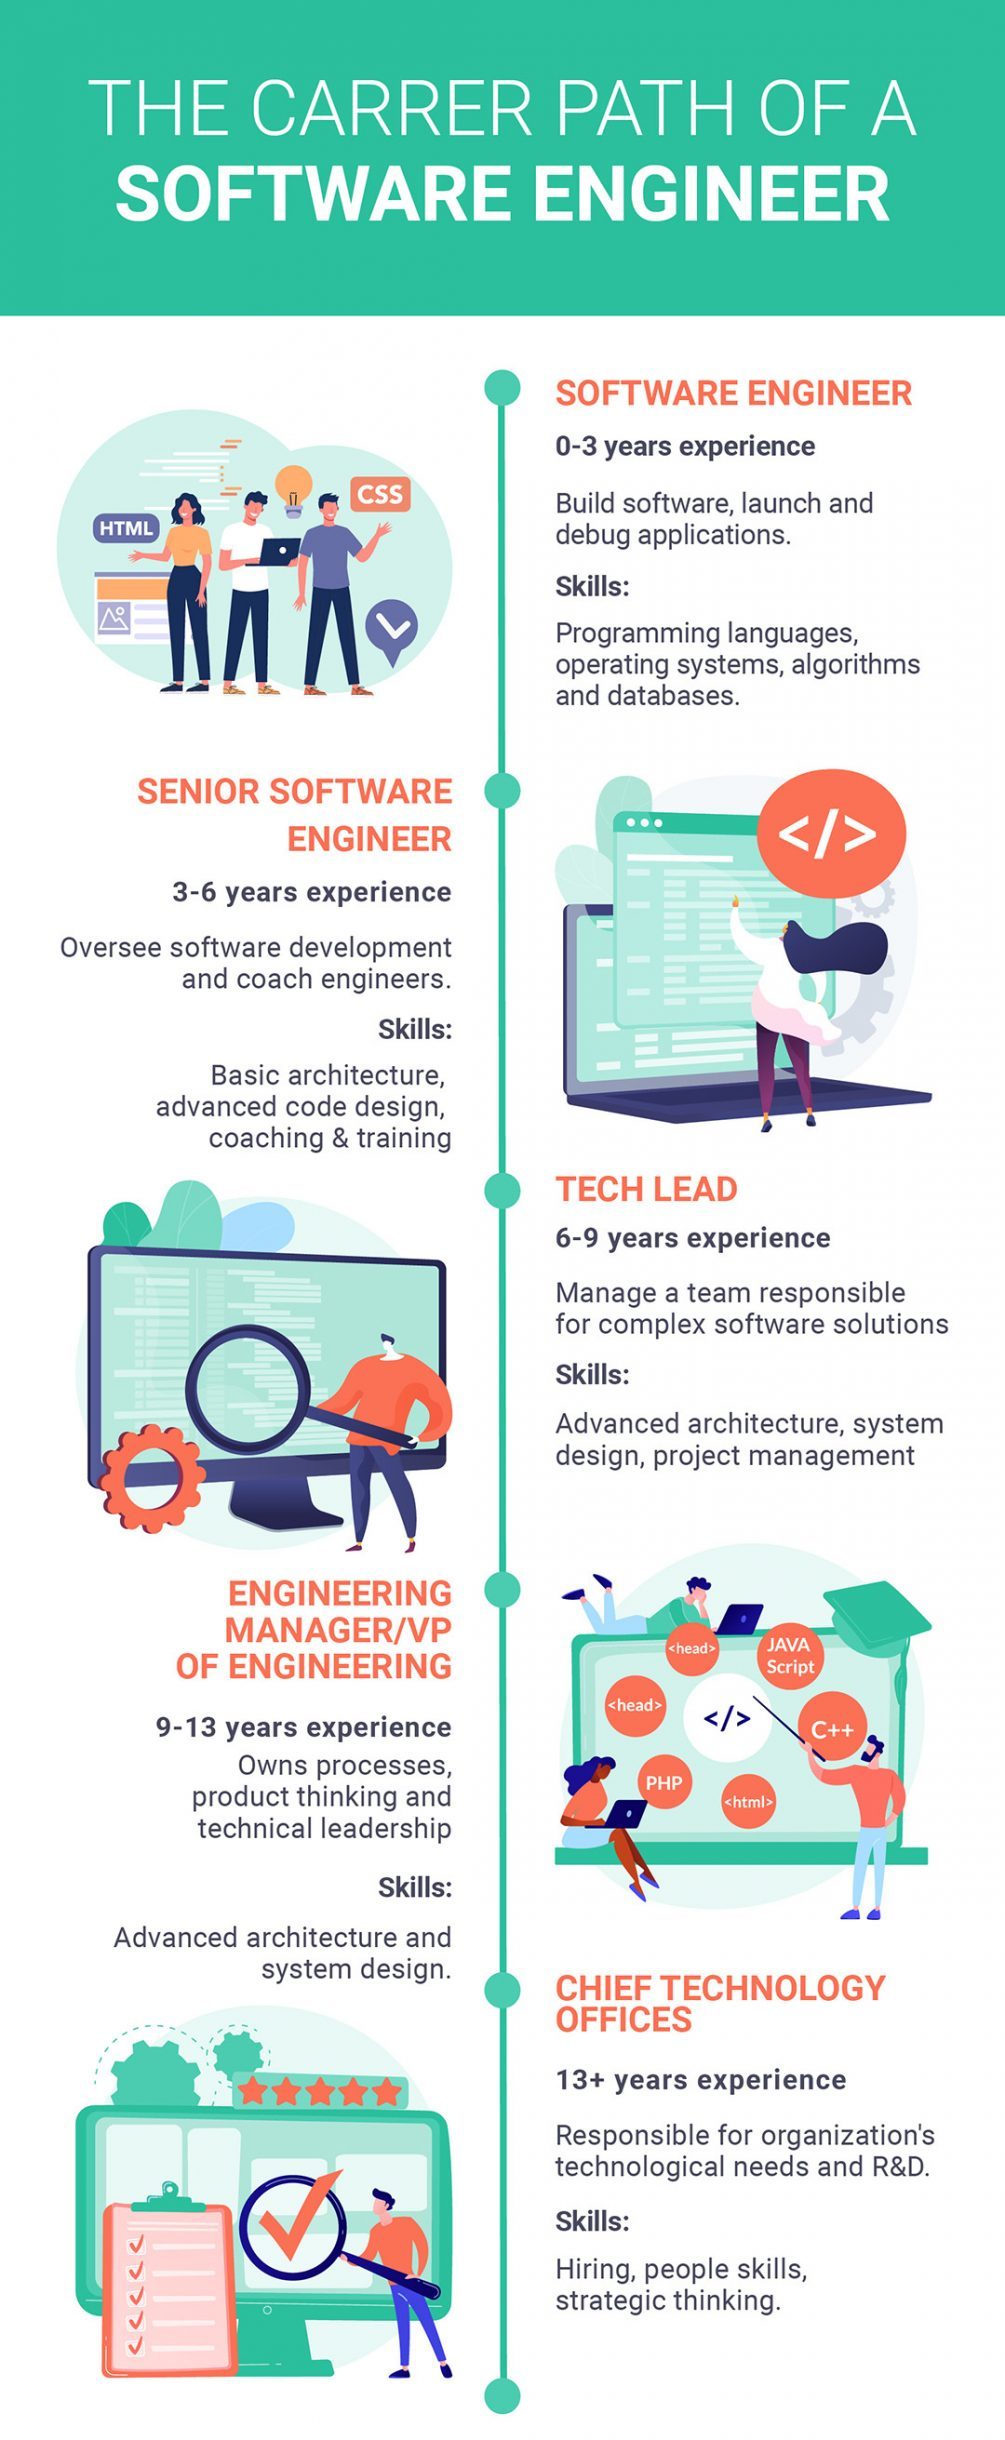 THE CARRER PATH OF A
SOFTWARE ENGINEER
SOFTWARE ENGINEER
0-3 years experience
Build software, launch and
debug applications.
Skills:
Programming languages,
operating systems, algorithms
and databases.
HTML
CSS
SENIOR SOFTWARE
ENGINEER
3-6 years experience
Oversee software development
and coach engineers.
Skills:
Basic architecture,
advanced code design,
coaching & training
</>
TECH LEAD
6-9 years experience
Manage a team responsible
for complex software solutions
Skills:
Advanced architecture, system
design, project management
ENGINEERING
MANAGER/VP
OF ENGINEERING
9-13 years experience
Owns processes,
product thinking and
technical leadership
Skills:
Advanced architecture and
system design.
<head>
JAVA
Script
<head>
</>
C++
PHP
<html>
CHIEF TECHNOLOGY
OFFICES
13+ years experience
Responsible for organization's
technological needs and R&D.
Skills:
Hiring, people skills,
strategic thinking.